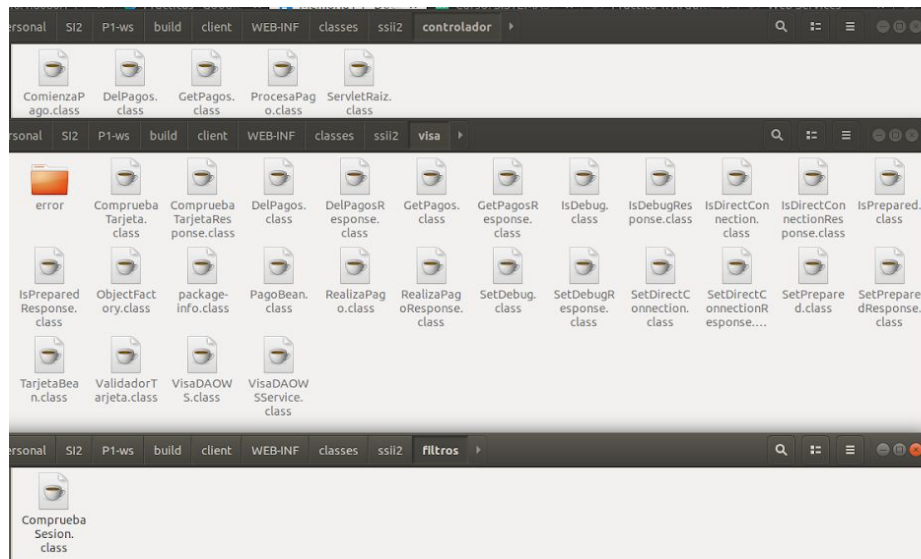 ersonal SI2 P1-ws build client WEB-INF classes ssii2 controlador
ComienzaP DelPagos. GetPagos. ProcesaPag ServletRaiz.
ago.class class class o.class class
rsonal SI2 P1-ws build client WEB-INF classes ssii2 visa
error Comprueba Comprueba DelPagos. DelPagosR GetPagos. GetPagosR IsDebug. IsDebugRes IsDirectCon IsDirectCon IsPrepared.
Tarjeta. TarjetaRes class esponse. class esponse. class ponse.class nection. nectionRes class
class ponse.class class class class ponse.class
IsPrepared ObjectFact package- PagoBean. RealizaPag RealizaPag SetDebug. SetDebugR SetDirectC SetDirectC SetPrepare SetPrepare
Response. ory.class info.class class o.class oResponse. class esponse. onnection. onnectionR d.class dResponse.
class class class class esponse.... class
TarjetaBea ValidadorT VisaDAOW VisaDAOW
n.class arjeta.class S.class SService.
class
ersonal SI2 P1-ws build client WEB-INF classes ssii2 filtros
Comprueba
Sesion.
class